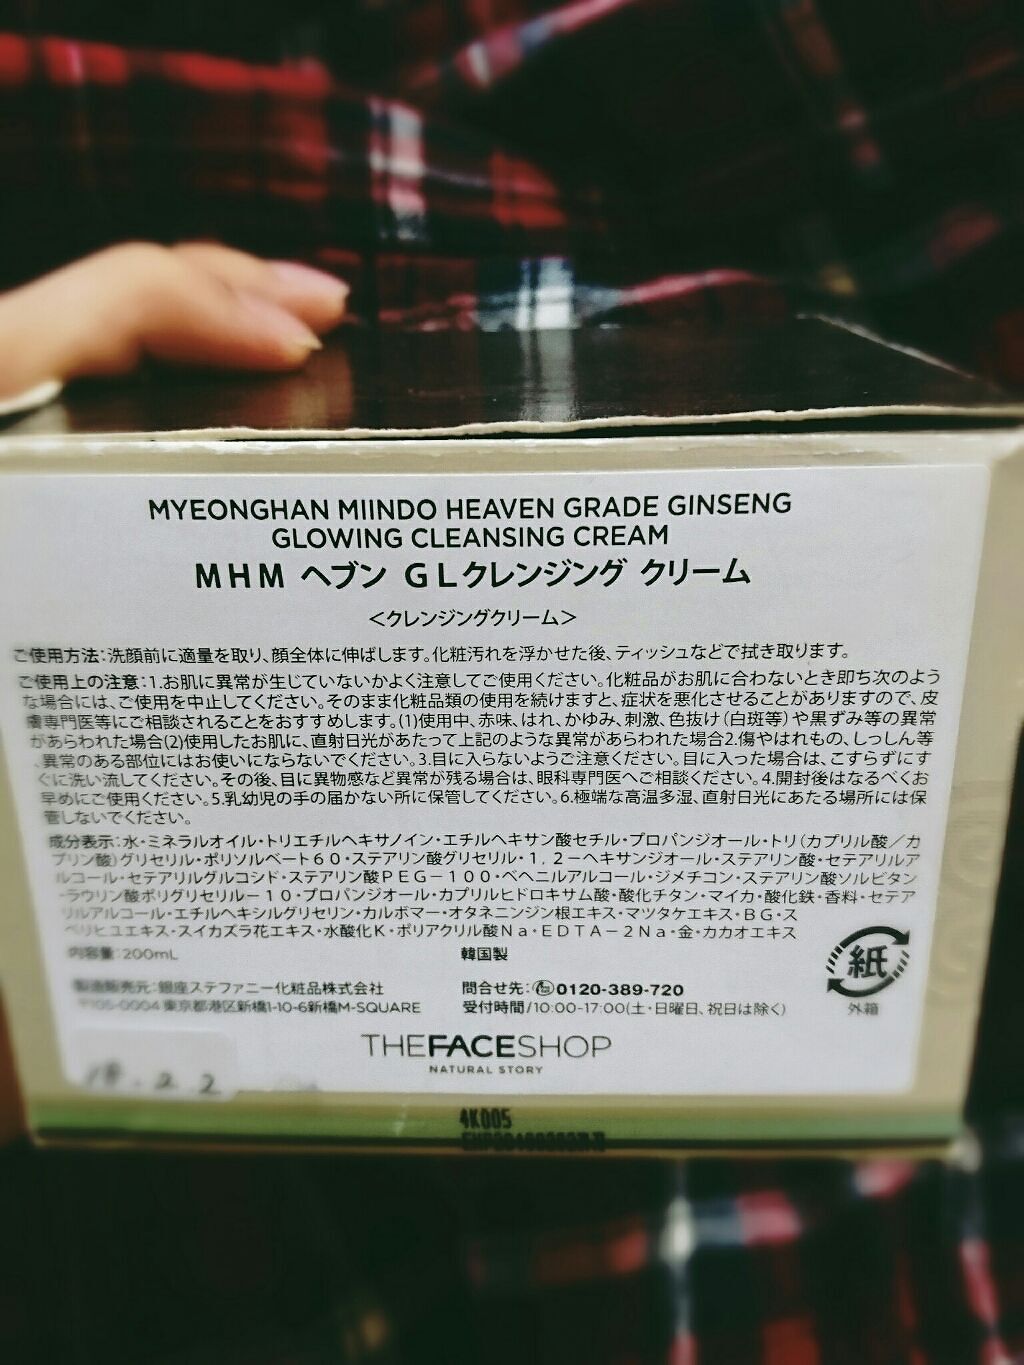 MYEONGHAN MIINDO HEAVEN GRADE GINSENG
GLOWING CLEANSING CREAM
MHM ヘブン GLクレンジング クリーム
<クレンジングクリーム>
ご使用方法:洗顔前に適量を取り、顔全体に伸ばします。化粧汚れを浮かせた後、ティッシュなどで拭き取ります。
ご使用上の注意:1.お肌に異常が生じていないかよく注意してご使用ください。化粧品がお肌に合わないとき即ち次のよう
な場合には、ご使用を中止してください。そのまま化粧品類の使用を続けますと、症状を悪化させることがありますので、皮
膚専門医等にご相談されることをおすすめします。(1)使用中、赤味、はれ、かゆみ、刺激、色抜け(白斑等)や黒ずみ等の異常
があらわれた場合(2)使用したお肌に、直射日光があたって上記のような異常があらわれた場合2.傷やはれもの、しっしん等
、異常のある部位にはお使いにならないでください。3.目に入らないようご注意ください。目に入った場合は、こすらずにす
ぐに洗い流してください。その後、目に異物感など異常が残る場合は、眼科専門医へご相談ください。4.開封後はなるべくお
早めにご使用ください。5.乳幼児の手の届かない所に保管してください。6.極端な高温多湿、直射日光にあたる場所には保
管しないでください。
成分表示:水・ミネラルオイル・トリエチルヘキサノイン・エチルヘキサン酸セチル・プロパンジオール・トリ(カプリル酸/カ
プリン酸)グリセリル・ポリソルベート60・ステアリン酸グリセリル・1,2-ヘキサンジオール・ステアリン酸・セテアリルア
ルコール・セテアリルグルコシド・ステアリン酸PEG-100・ベヘニルアルコール・ジメチコン・ステアリン酸ソルビタン
・ラウリン酸ポリグリセリル-10・プロパンジオール・カプリルヒドロキサム酸・酸化チタン・マイカ・酸化鉄・香料・セテア
リルアルコール・エチルヘキシルグリセリン・カルボマー・オタネニンジン根エキス・マツタケエキス・BG・ス
ベリヒユエキス・スイカズラ花エキス・水酸化K・ポリアクリル酸Na・EDTA-2Na・金・カカオエキス
内容量:200mL 韓国製
製造販売元:銀座ステファニー化粧品株式会社 問合せ先:0120-389-720
〒105-0004 東京都港区新橋1-10-6新橋M-SQUARE 受付時間/10:00-17:00(土・日曜日、祝日は除く)
紙
外箱
THEFACESHOP
NATURAL STORY
18.2.2
4K005